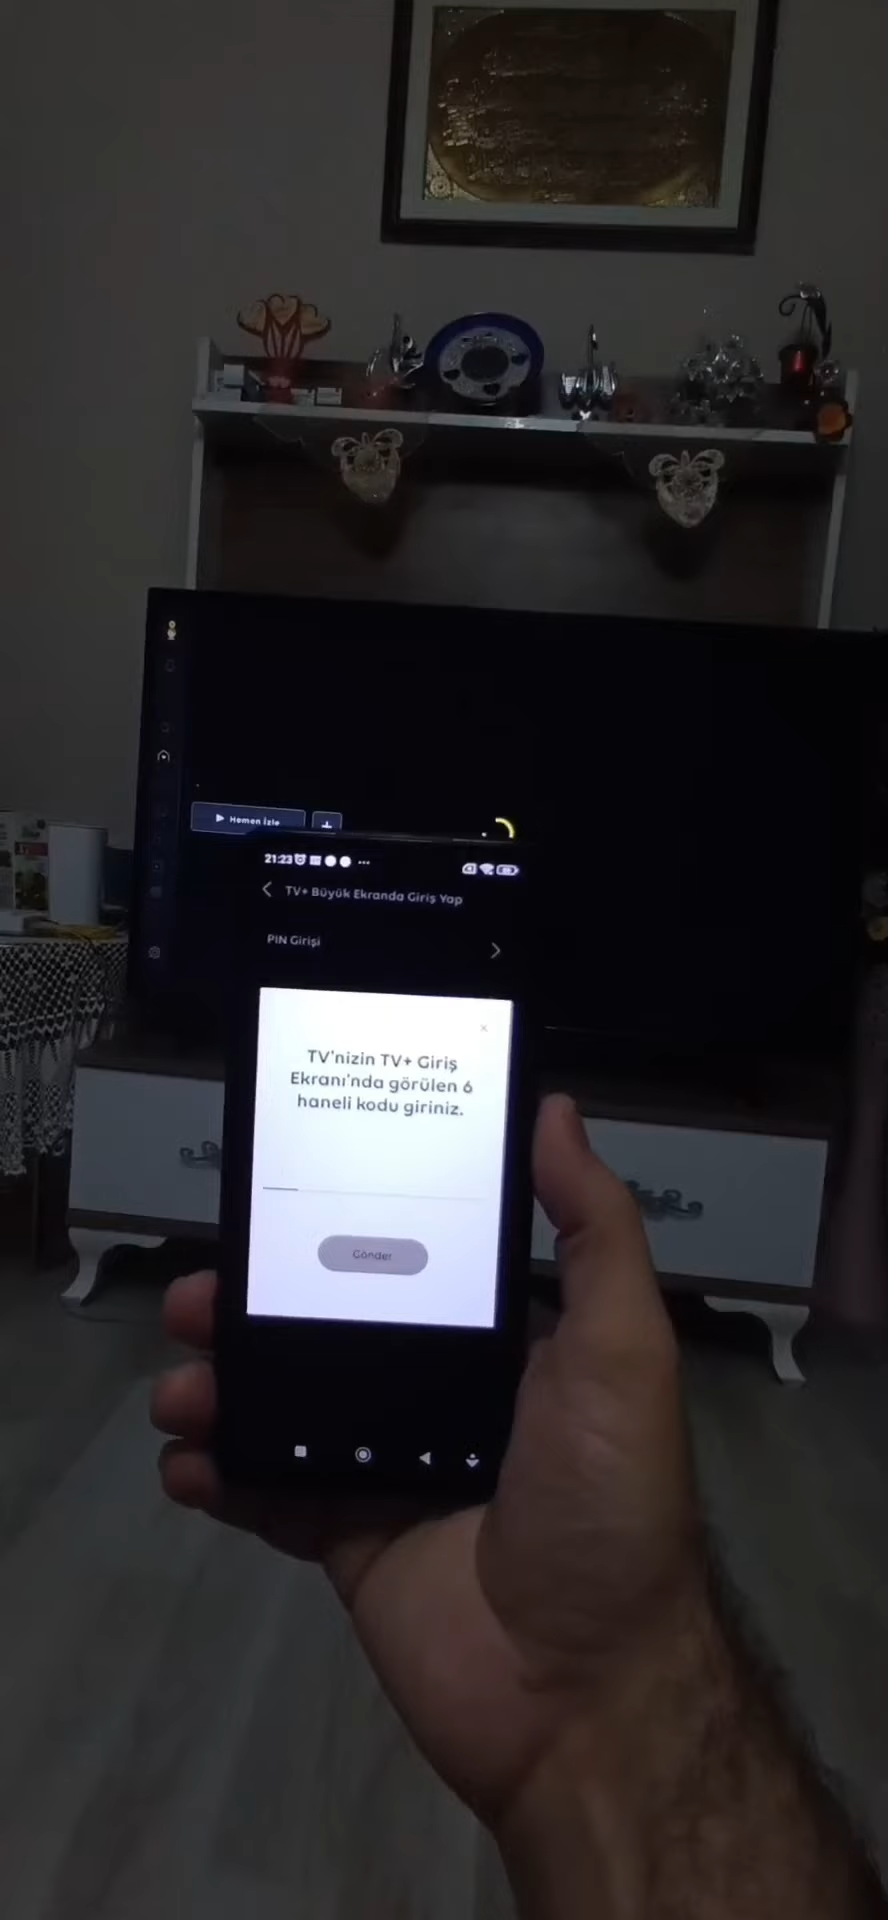 Hemen İzle
21:23
TV+ Büyük Ekranda Giriş Yap
PIN Girişi
TV'nizin TV+ Giriş
Ekranı'nda görülen 6
haneli kodu giriniz.
Gönder